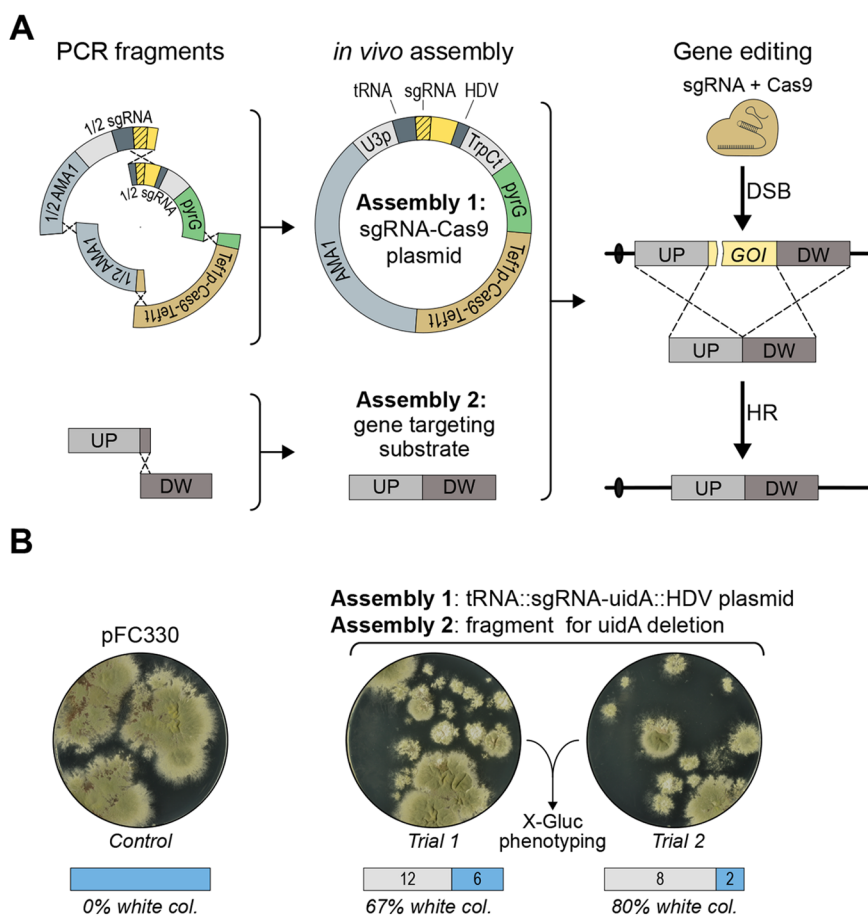 A
PCR fragments
in vivo assembly
Gene editing
1/2 sgRNA
1/2 AMA1
1/2 sgRNA
pyrG
1/2 AMA1
Tef1p-Cas9-Tef1t
tRNA
sgRNA
HDV
U3p
TrpCt
pyrG
AMA1
Tef1p-Cas9-Tef1t
Assembly 1:
sgRNA-Cas9
plasmid
sgRNA + Cas9
DSB
UP
GOI
DW
UP
DW
HR
UP
DW
UP
DW
Assembly 2:
gene targeting
substrate
UP
DW
B
pFC330
Control
0% white col.
Assembly 1: tRNA::sgRNA-uidA::HDV plasmid
Assembly 2: fragment for uidA deletion
Trial 1
X-Gluc
phenotyping
Trial 2
12
6
67% white col.
8
2
80% white col.